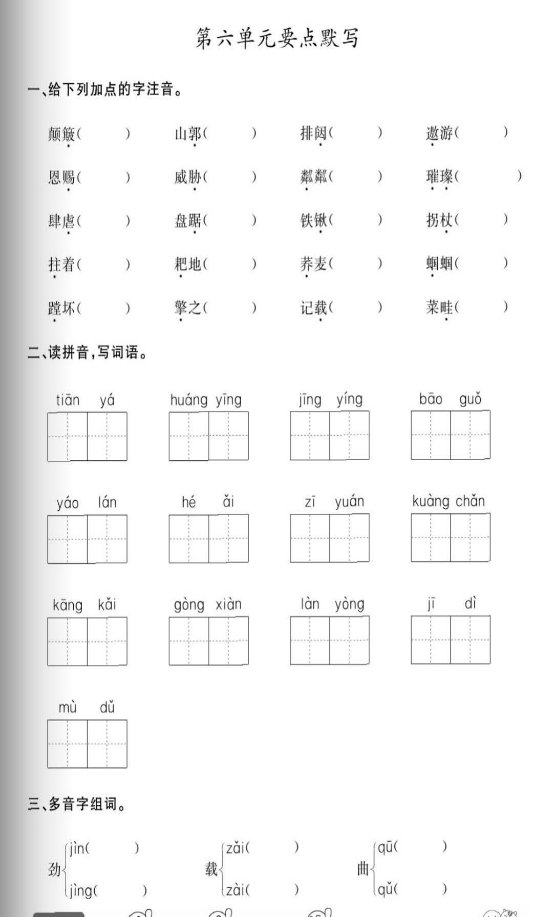 第六单元要点默写
一、给下列加点的字注音。
颠簸( ) 山郭( ) 排闼( ) 遨游( )
恩赐( ) 威胁( ) 粼粼( ) 璀璨( )
肆虐( ) 盘踞( ) 铁锹( ) 拐杖( )
拄着( ) 耙地( ) 荞麦( ) 蝈蝈( )
蹚坏( ) 擎之( ) 记载( ) 菜畦( )
二、读拼音,写词语。
tiān yá huáng yīng jīng yíng bāo guǒ
yáo lán hé ǎi zī yuán kuàng chǎn
kāng kǎi gòng xiàn làn yòng jī dì
mù dǔ
三、多音字组词。
劲 jìn( ) jìng( ) 载 zǎi( ) zài( ) 曲 qū( ) qǔ( )